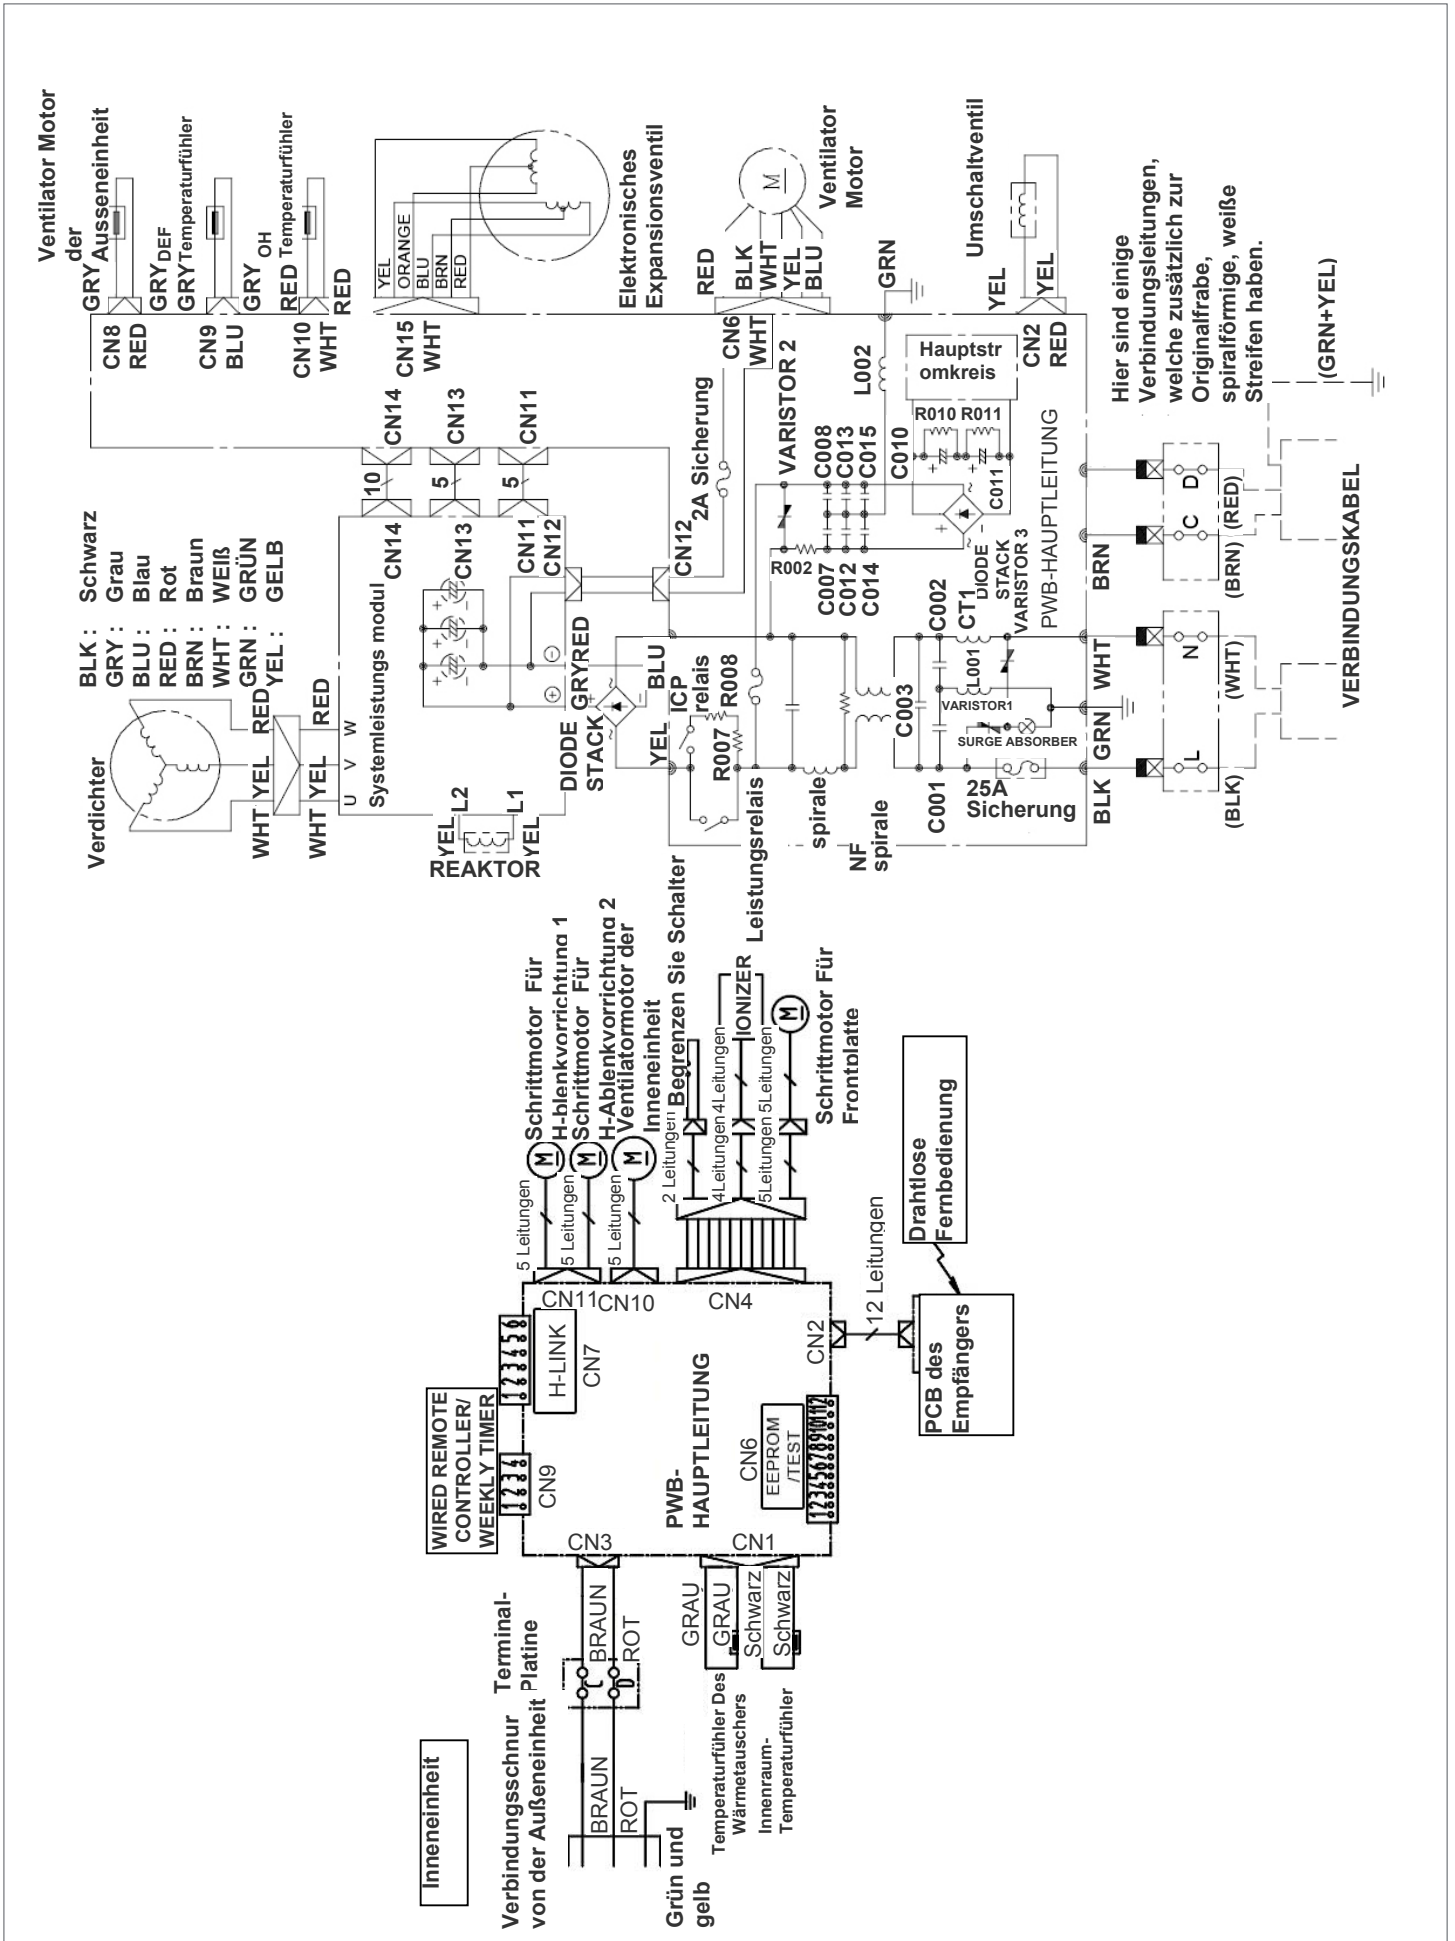 Inneneinheit
Verbindungsschnur
von der Außeneinheit
Terminal-
Platine
BRAUN
ROT
BRAUN
ROT
C
D
Grün und
gelb
WIRED REMOTE
CONTROLLER/
WEEKLY TIMER
1 2 3 4
CN9
1 2 3 4 5 6
H-LINK
CN7
CN3
CN1
GRAU
GRAU
Schwarz
Schwarz
Temperaturfühler Des
Wärmetauschers
Innenraum-
Temperaturfühler
PWB-
HAUPTLEITUNG
CN6
EEPROM
/TEST
1 2 3 4 5 6 7 8 9 10 11 12
CN11
CN10
CN4
CN2
12 Leitungen
PCB des
Empfängers
Drahtlose
Fernbedienung
5 Leitungen
5 Leitungen
5 Leitungen
M
M
M
Schrittmotor Für
H-blenkvorrichtung 1
Schrittmotor Für
H-Ablenkvorrichtung 2
Ventilatormotor der
Inneneinheit
2 Leitungen
Begrenzen Sie Schalter
4Leitungen
4Leitungen
IONIZER
5Leitungen
5Leitungen
M
Schrittmotor Für
Frontplatte
Verdichter
WHT
YEL
RED
WHT
YEL
RED
U
V
W
BLK : Schwarz
GRY : Grau
BLU : Blau
RED : Rot
BRN : Braun
WHT : WEIß
GRN : GRÜN
YEL : GELB
Systemleistungs modul
YEL
L2
YEL
L1
REAKTOR
CN14
CN13
CN11
CN12
10
5
5
CN14
CN13
CN11
CN12
2A Sicherung
DIODE
STACK
GRY
RED
YEL
BLU
ICP
relais
R007
R008
Leistungsrelais
spirale
NF
spirale
C003
C001
C002
L001
CT1
VARISTOR1
SURGE ABSORBER
25A
Sicherung
VARISTOR 3
DIODE
STACK
PWB-HAUPTLEITUNG
R002
VARISTOR 2
C007
C008
C012
C013
C014
C015
C010
C011
R010
R011
L002
Hauptstr
omkreis
Ventilator Motor
der
Ausseneinheit
GRY
GRY
DEF
Temperaturfühler
GRY
GRY
OH
Temperaturfühler
RED
RED
CN8
RED
CN9
BLU
CN10
WHT
CN15
WHT
YEL
ORANGE
BLU
BRN
RED
Elektronisches
Expansionsventil
CN6
WHT
RED
BLK
WHT
YEL
BLU
M
Ventilator
Motor
GRN
CN2
RED
YEL
YEL
Umschaltventil
BLK
GRN
WHT
BRN
L
N
C
D
(BLK)
(WHT)
(BRN)
(RED)
Hier sind einige
Verbindungsleitungen,
welche zusätzlich zur
Originalfrabe,
spiralförmige, weiße
Streifen haben.
(GRN+YEL)
VERBINDUNGSKABEL